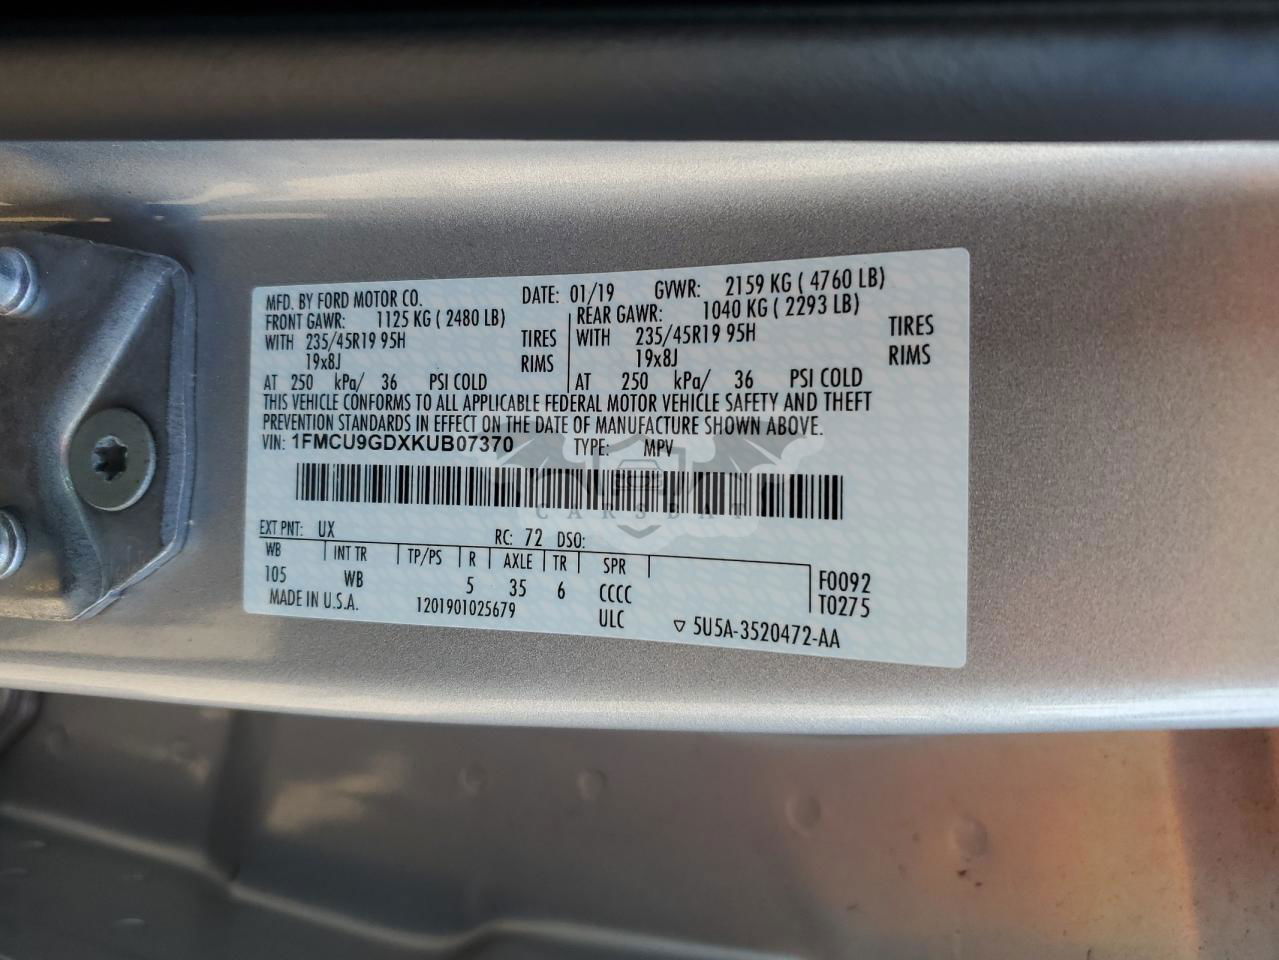 MFD. BY FORD MOTOR CO. DATE: 01/19 GVWR: 2159 KG ( 4760 LB)
FRONT GAWR: 1125 KG ( 2480 LB) REAR GAWR: 1040 KG ( 2293 LB)
WITH 235/45R19 95H TIRES WITH 235/45R19 95H TIRES
19x8J RIMS 19x8J RIMS
AT 250 kPa/ 36 PSI COLD AT 250 kPa/ 36 PSI COLD
THIS VEHICLE CONFORMS TO ALL APPLICABLE FEDERAL MOTOR VEHICLE SAFETY AND THEFT
PREVENTION STANDARDS IN EFFECT ON THE DATE OF MANUFACTURE SHOWN ABOVE.
VIN: 1FMCU9GDXKUB07370 TYPE: MPV
CARSDAT
EXT PNT: UX RC: 72 DSO:
WB INT TR TP/PS R AXLE TR SPR
105 WB 5 35 6 CCCC F0092
MADE IN U.S.A. 1201901025679 ULC T0275
▽ 5U5A-3520472-AA